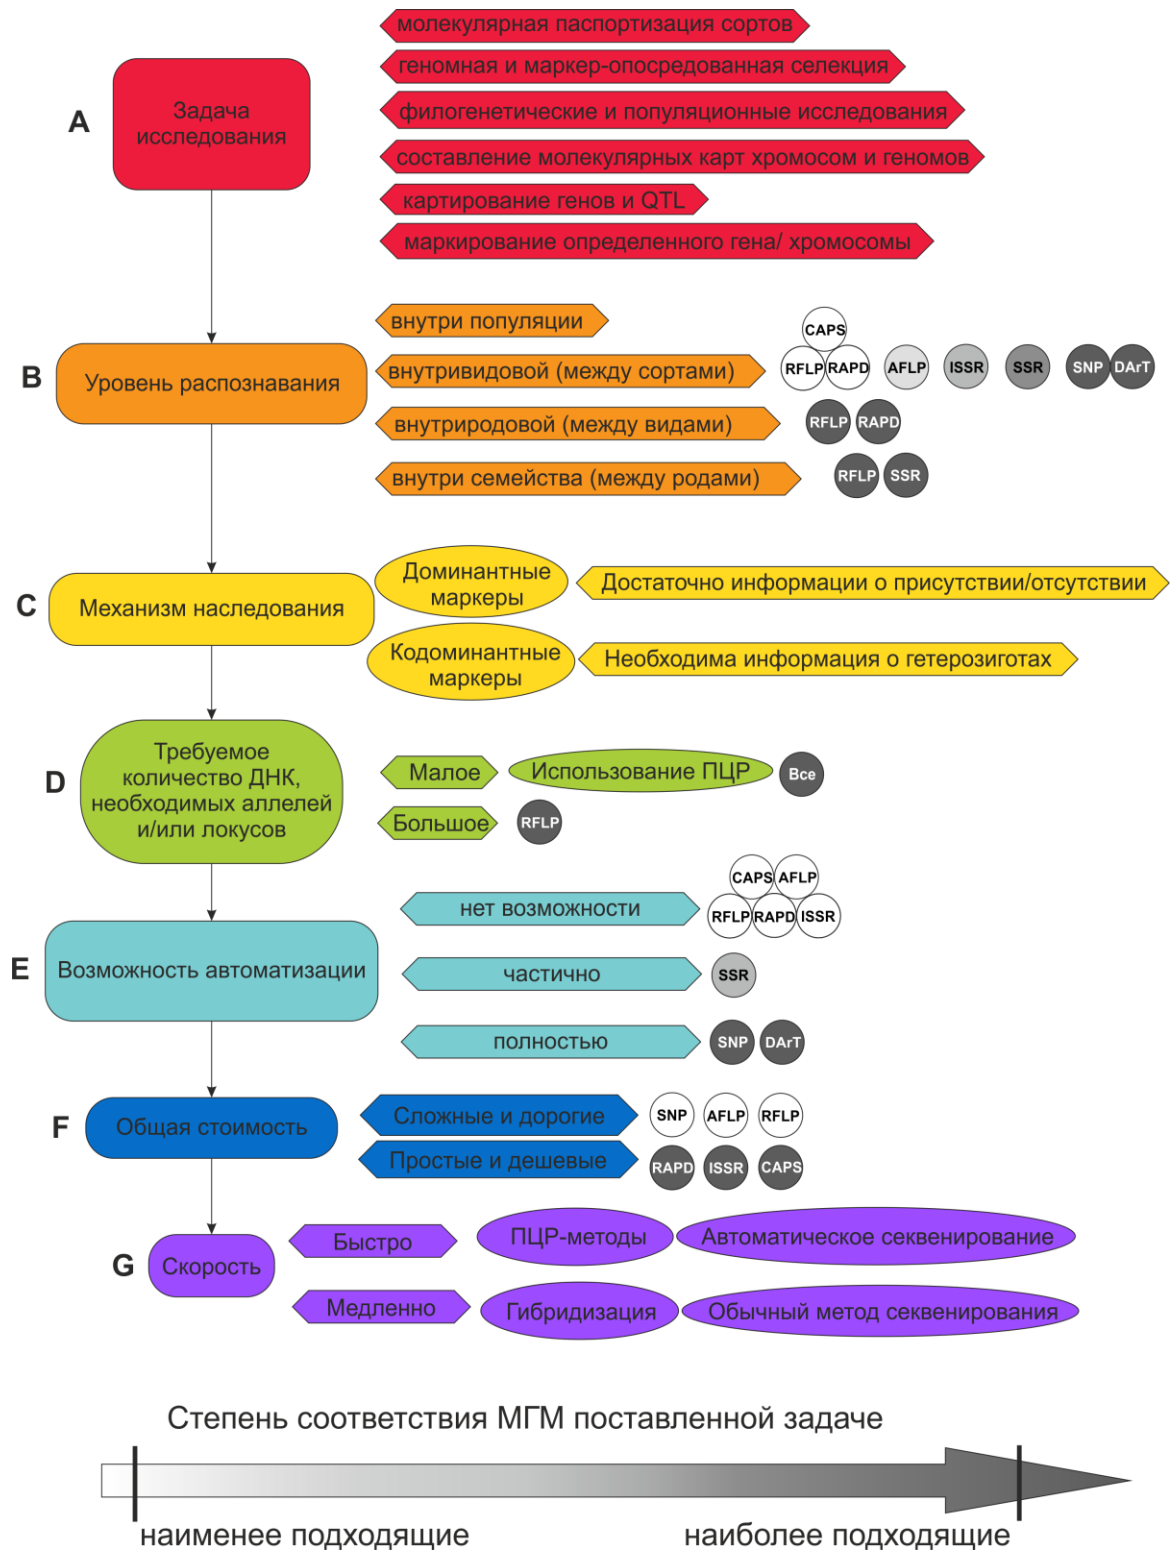 молекулярная паспортизация сортов
геномная и маркер-опосредованная селекция
A
Задача
исследования
филогенетические и популяционные исследования
составление молекулярных карт хромосом и геномов
картирование генов и QTL
маркирование определенного гена/ хромосомы
B
Уровень распознавания
внутри популяции
внутривидовой (между сортами)
CAPS
RFLP RAPD AFLP ISSR SSR SNP DArT
внутриродовой (между видами)
RFLP RAPD
внутри семейства (между родами)
RFLP SSR
C
Механизм наследования
Доминантные
маркеры
Достаточно информации о присутствии/отсутствии
Кодоминантные
маркеры
Необходима информация о гетерозиготах
D
Требуемое
количество ДНК,
необходимых аллелей
и/или локусов
Малое
Использование ПЦР
Все
Большое
RFLP
E
Возможность автоматизации
нет возможности
CAPS AFLP
RFLP RAPD ISSR
частично
SSR
полностью
SNP DArT
F
Общая стоимость
Сложные и дорогие
SNP AFLP RFLP
Простые и дешевые
RAPD ISSR CAPS
G
Скорость
Быстро
ПЦР-методы
Автоматическое секвенирование
Медленно
Гибридизация
Обычный метод секвенирования
Степень соответствия МГМ поставленной задаче
наименее подходящие
наиболее подходящие